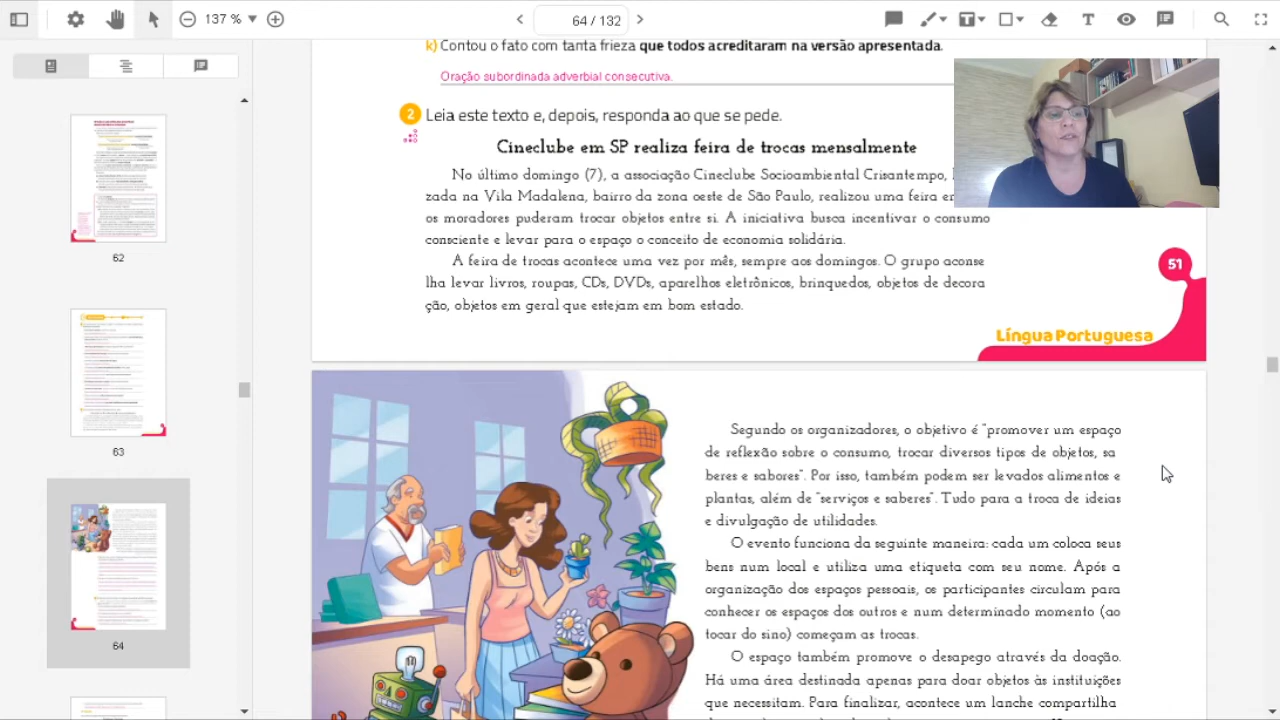 137 %
64 / 132
k) Contou o fato com tanta frieza que todos acreditaram na versão apresentada.
Oração subordinada adverbial consecutiva.
2 Leia este texto e, depois, responda ao que se pede.
Cineclube em SP realiza feira de troca mensalmente
No último domingo (7), a associação Cineclube Socioambiental Crisantempo,
zada na Vila Madalena, bairro da zona oeste de São Paulo, realizou uma feira em
os moradores puderam trocar bens entre si. A iniciativa visa incentivar o consumo
consciente e levar para o espaço o conceito de economia solidária.
A feira de trocas acontece uma vez por mês, sempre aos domingos. O grupo aconse
lha levar livros, roupas, CDs, DVDs, aparelhos eletrônicos, brinquedos, objetos de decora
ção, objetos em geral que estejam em bom estado.
51
Língua Portuguesa
Segundo os organizadores, o objetivo é "promover um espaço
de reflexão sobre o consumo, trocar diversos tipos de objetos, sa
beres e sabores". Por isso, também podem ser levados alimentos e
plantas, além de "serviços e saberes". Tudo para a troca de ideias
e divulgação de utilidades.
O evento funciona da seguinte maneira: cada um coloca seus
bens num local e utiliza uma etiqueta com seu nome. Após a
organização dos espaços pessoais, os participantes circulam para
conhecer os espaços dos outros e num determinado momento (ao
tocar do sino) começam as trocas.
O espaço também promove o desapego através da doação.
Há uma área destinada apenas para doar objetos às instituições
que necessitam. No final, acontece um lanche compartilha
62
63
64